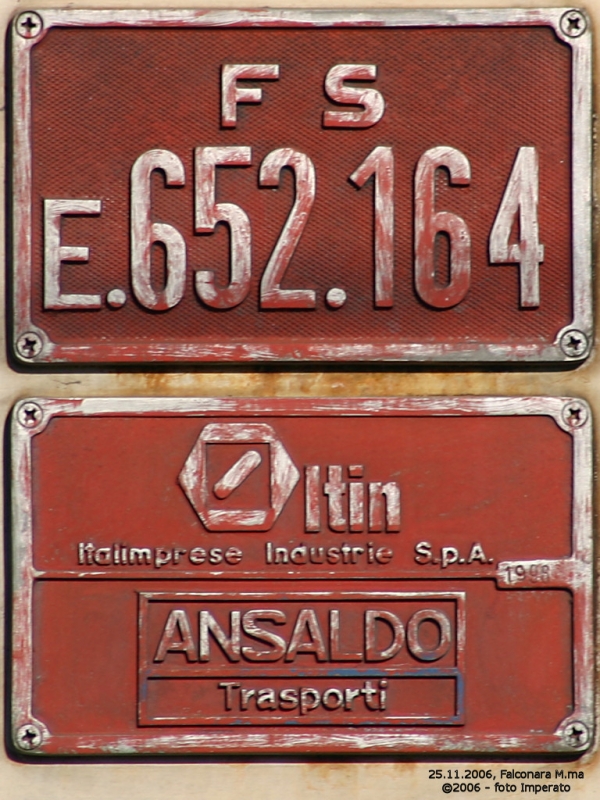 F S
E.652.164
Itin
Italimprese Industrie S.p.A.
ANSALDO
Trasporti
25.11.2006, Falconara M.ma
©2006 - foto Imperato